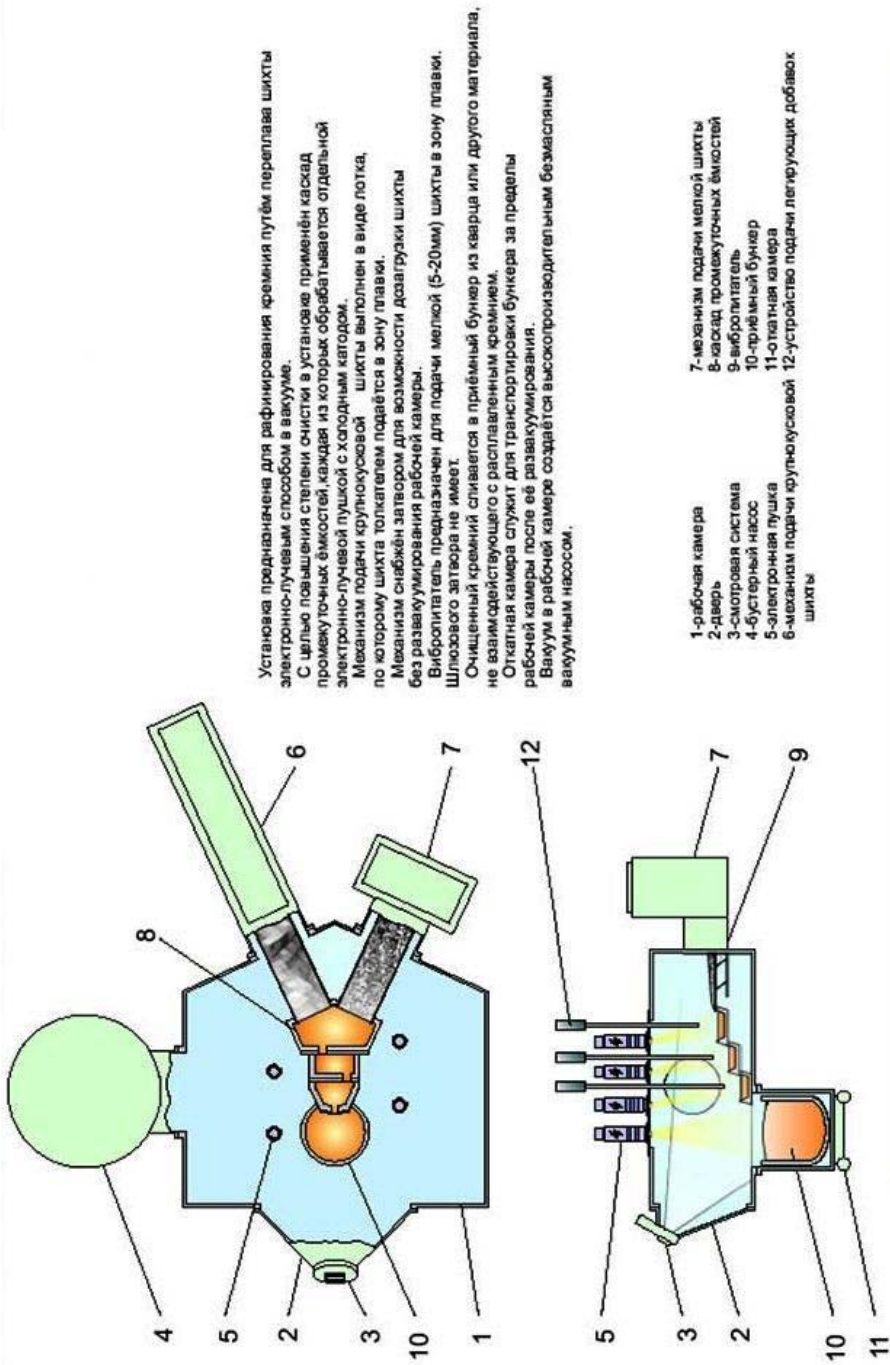 Установка предназначена для рафинирования кремния путём переплава шихты
электронно-лучевым способом в вакууме.
С целью повышения степени очистки в установке применён каскад
промежуточных ёмкостей,каждая из которых обрабатывается отдельной
электронно-лучевой пушкой с холодным катодом.
Механизм подачи крупнокусковой шихты выполнен в виде лотка,
по которому шихта толкателем подаётся в зону плавки.
Механизм снабжён затвором для возможности дозагрузки шихты
без развакуумирования рабочей камеры.
Вибропитатель предназначен для подачи мелкой (5-20мм) шихты в зону плавки.
Шлюзового затвора не имеет.
Очищенный кремний сливается в приёмный бункер из кварца или другого материала,
не взаимодействующего с расплавленным кремнием.
Откатная камера служит для транспортировки бункера за пределы
рабочей камеры после её развакуумирования.
Вакуум в рабочей камере создаётся высокопроизводительным безмасляным
вакуумным насосом.
1-рабочая камера
2-дверь
3-смотровая система
4-бустерный насос
5-электронная пушка
6-механизм подачи крупнокусковой
шихты
7-механизм подачи мелкой шихты
8-каскад промежуточных ёмкостей
9-вибропитатель
10-приёмный бункер
11-откатная камера
12-устройство подачи легирующих добавок
4
5
2
3
10
1
8
6
7
5
3
2
10
11
12
7
9